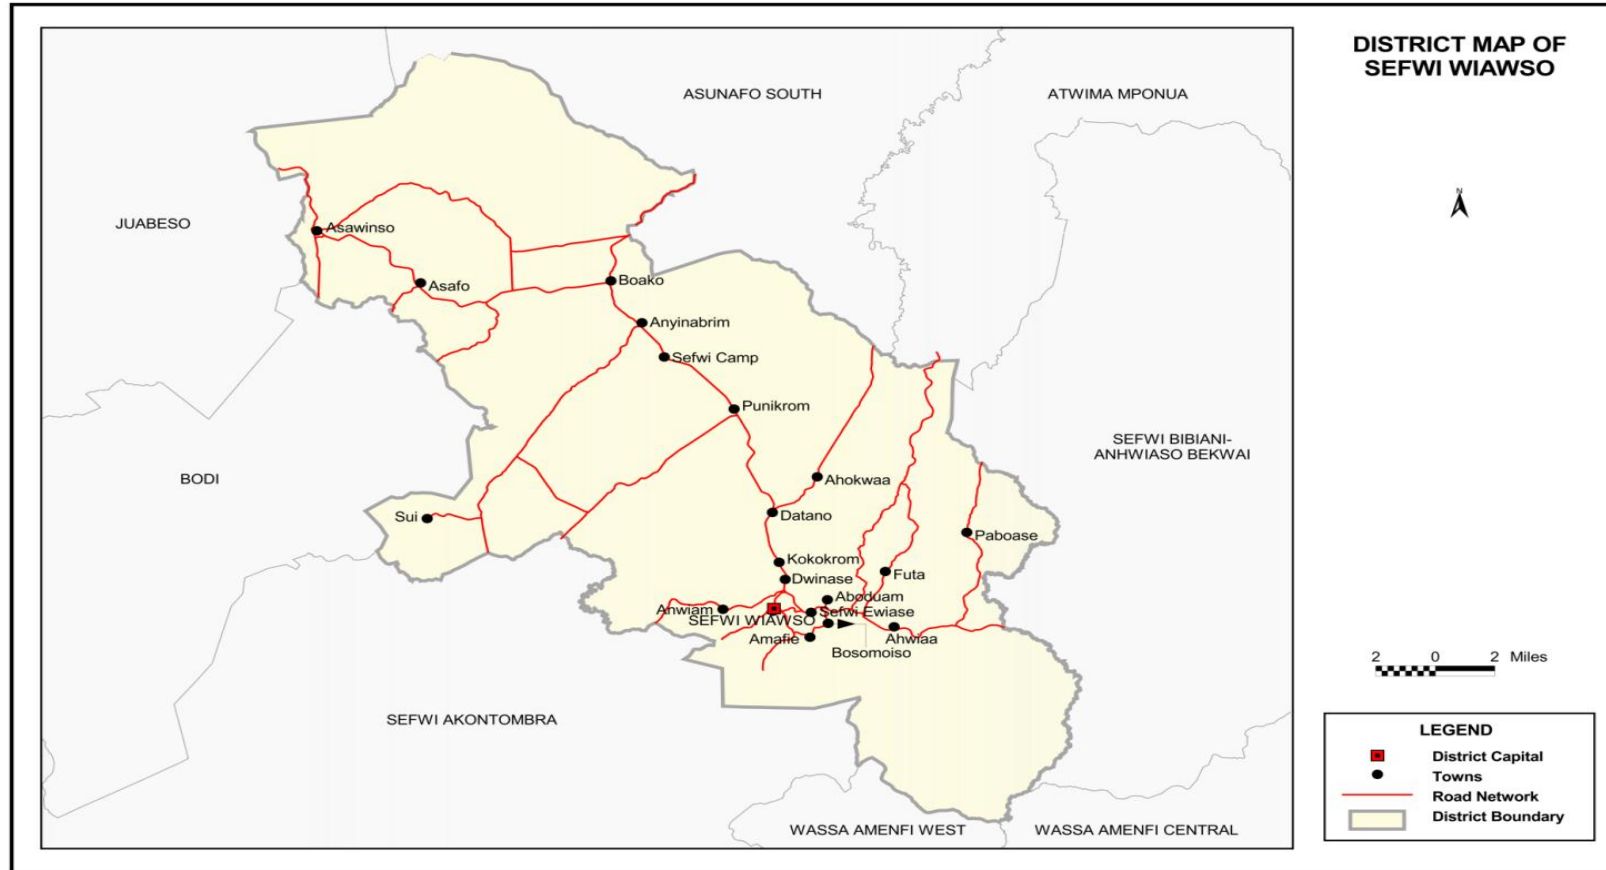 DISTRICT MAP OF
SEFWI WIAWSO
ASUNAFO SOUTH
ATWIMA MPONUA
N
JUABESO
Asawinso
Asafo
Boako
Anyinabrim
Sefwi Camp
Punikrom
SEFWI BIBIANI-
ANHWIASO BEKWAI
BODI
Ahokwaa
Sui
Datano
Paboase
Kokokrom
Futa
Dwinase
Aboduam
Anwiam
Sefwi Ewiase
SEFWI WIAWSO
Amafie
Ahwiaa
Bosomoiso
2 0 2 Miles
SEFWI AKONTOMBRA
LEGEND
District Capital
Towns
Road Network
District Boundary
WASSA AMENFI WEST
WASSA AMENFI CENTRAL